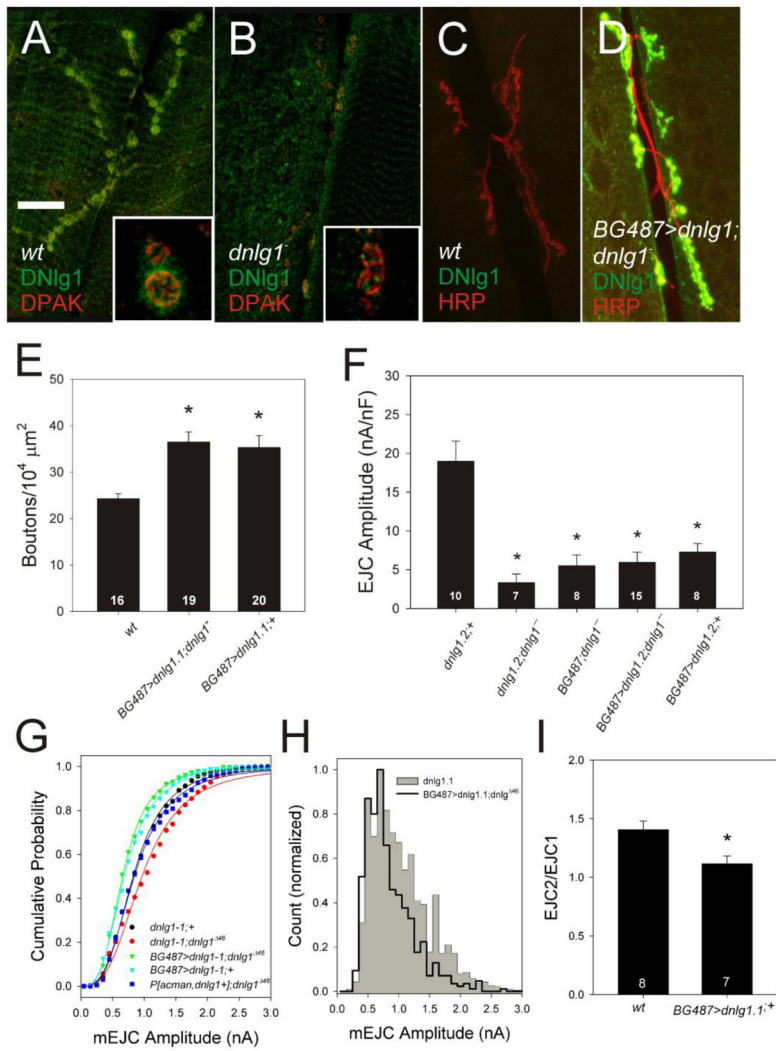 A
wt
DNlg1
DPAK
B
dnlg1-
DNlg1
DPAK
C
wt
DNlg1
HRP
D
BG487>dnlg1;
dnlg1-
DNlg1
HRP
E
Boutons/10⁴ μm²
50
40
30
20
10
0
*
*
16
19
20
wt
BG487>dnlg1.1;dnlg1⁻
BG487>dnlg1.1;+
F
EJC Amplitude (nA/nF)
30
25
20
15
10
5
0
*
*
*
*
10
7
8
15
8
dnlg1.2;+
dnlg1.2;dnlg1⁻
BG487;dnlg1⁻
BG487>dnlg1.2;dnlg1⁻
BG487>dnlg1.2;+
G
Cumulative Probability
1.0
0.8
0.6
0.4
0.2
0.0
dnlg1-1;+
dnlg1-1;dnlg1Δ46
BG487>dnlg1-1;dnlg1Δ46
BG487>dnlg1-1;+
P[acman,dnlg1+];dnlg1Δ46
0.0 0.5 1.0 1.5 2.0 2.5 3.0
mEJC Amplitude (nA)
H
Count (normalized)
1.0
0.8
0.6
0.4
0.2
0.0
dnlg1.1
BG487>dnlg1.1;dnlgΔ46
0.0 0.5 1.0 1.5 2.0 2.5 3.0
mEJC Amplitude (nA)
I
EJC2/EJC1
2.0
1.5
1.0
0.5
0.0
*
8
7
wt
BG487>dnlg1.1;+